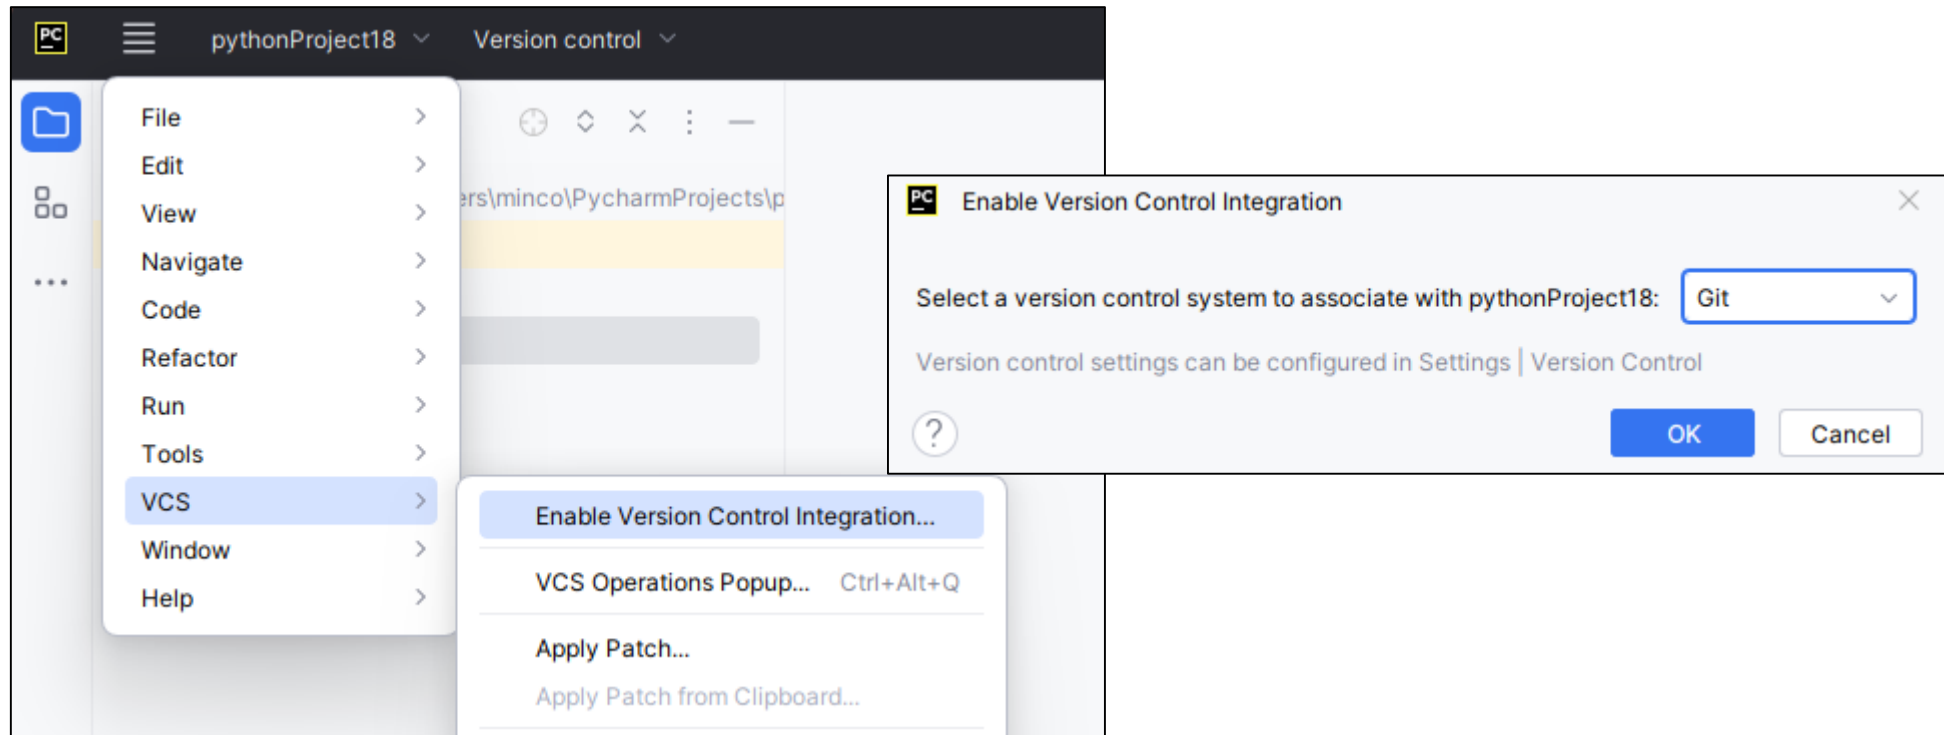 PC pythonProject18 Version control
File
Edit
View
Navigate
Code
Refactor
Run
Tools
VCS
Window
Help
ers\minco\PycharmProjects\p
Enable Version Control Integration...
VCS Operations Popup... Ctrl+Alt+Q
Apply Patch...
Apply Patch from Clipboard...
PC Enable Version Control Integration
Select a version control system to associate with pythonProject18: Git
Version control settings can be configured in Settings | Version Control
? OK Cancel